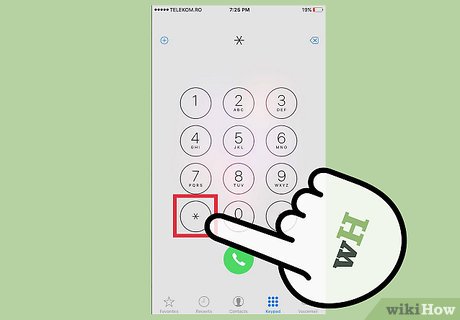 TELEKOM.RO 7:26 PM 19%
*
1 2 3
ABC DEF
4 5 6
GHI JKL MNO
7 8 9
PQRS TUV WXYZ
* 0
Favorites Recents Contacts Keypad Voicemail
wH
wikiHow